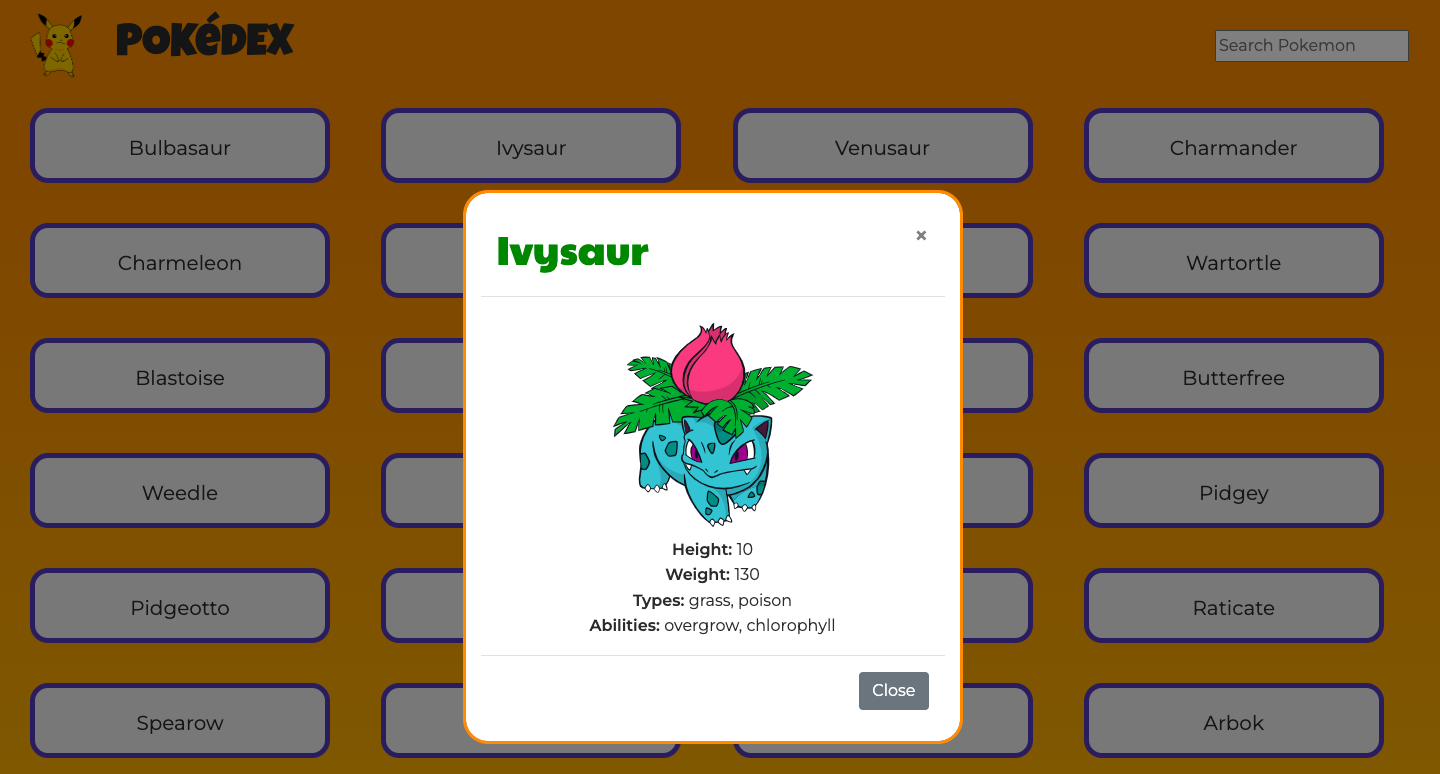 POKéDEX
Search Pokemon
Bulbasaur
Ivysaur
Venusaur
Charmander
Charmeleon
Wartortle
Blastoise
Butterfree
Weedle
Pidgey
Pidgeotto
Raticate
Spearow
Arbok
Ivysaur
×
Height: 10
Weight: 130
Types: grass, poison
Abilities: overgrow, chlorophyll
Close